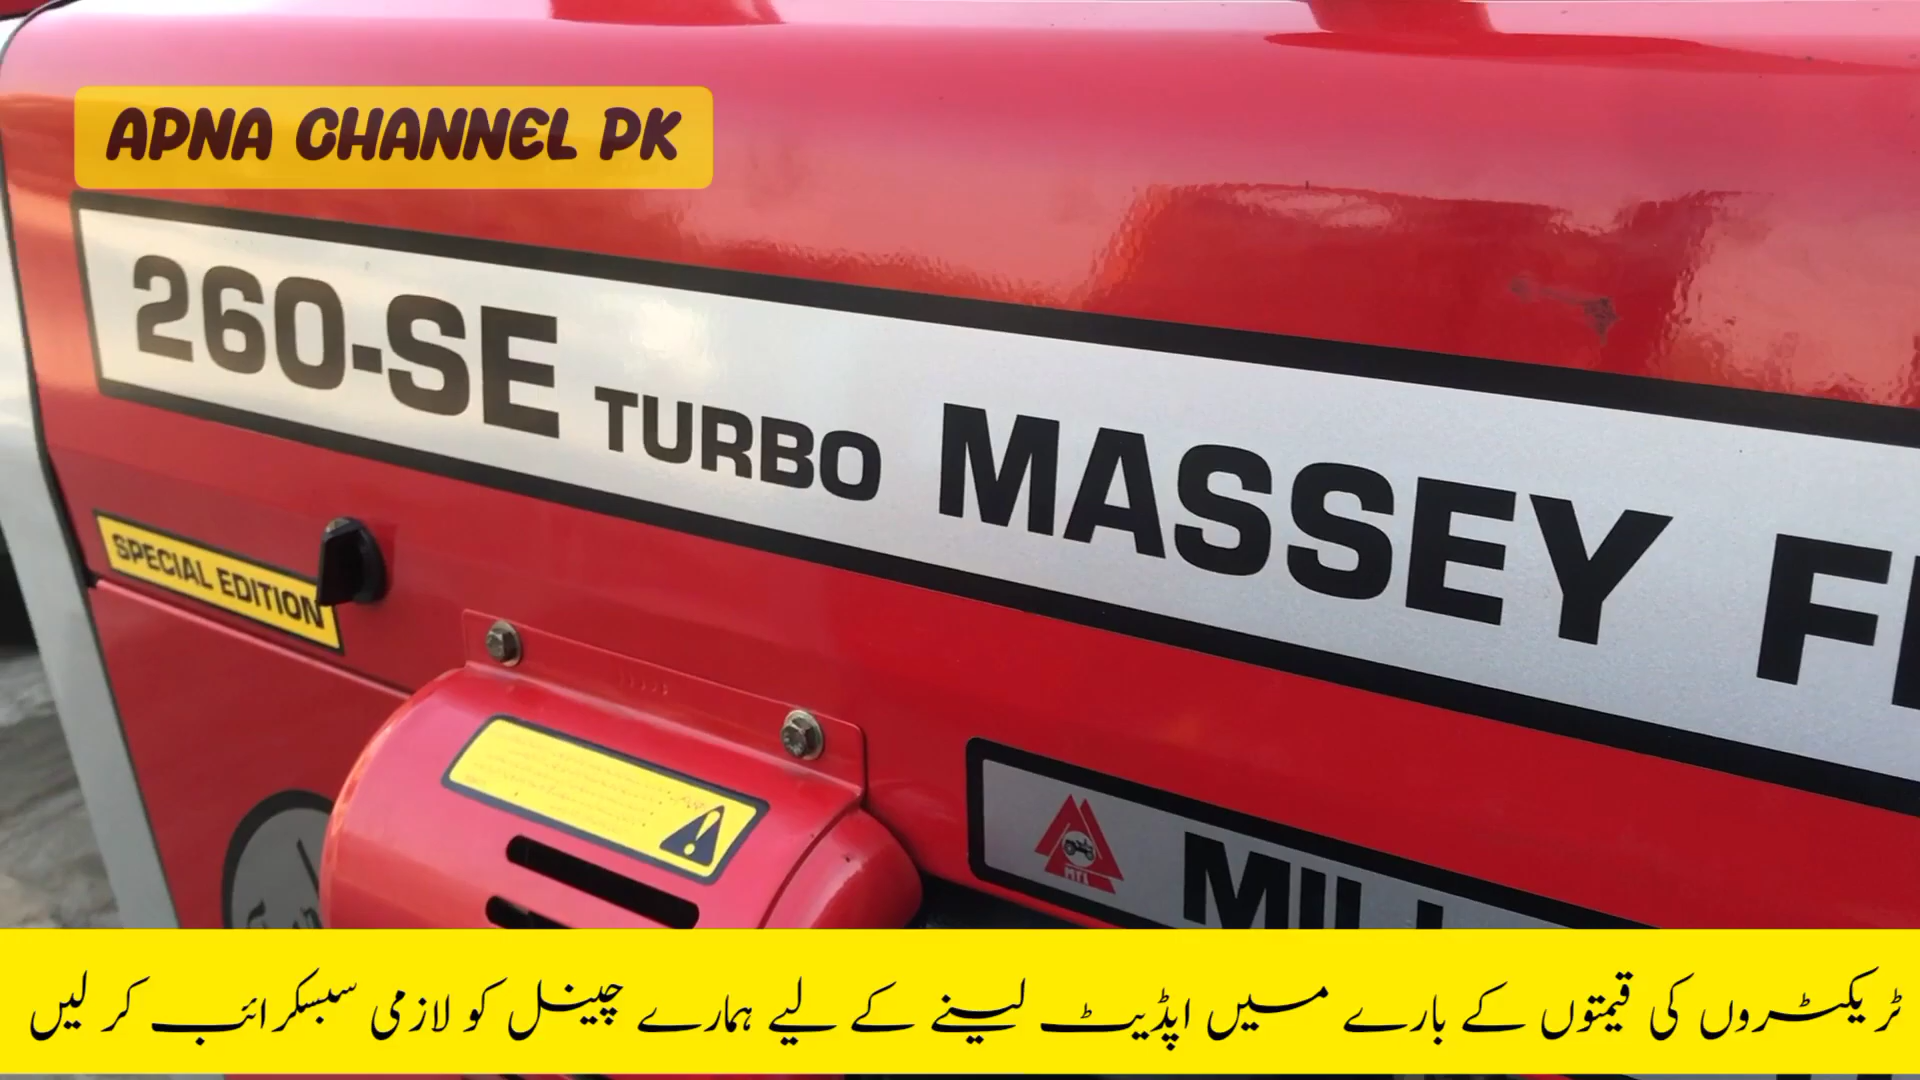 APNA CHANNEL PK
260-SE TURBO MASSEY
SPECIAL EDITION
MTL
ٹریکٹروں کی قیمتوں کے بارے میں اپڈیٹ لینے کے لیے ہمارے چینل کو لازمی سبسکرائب کر لیں